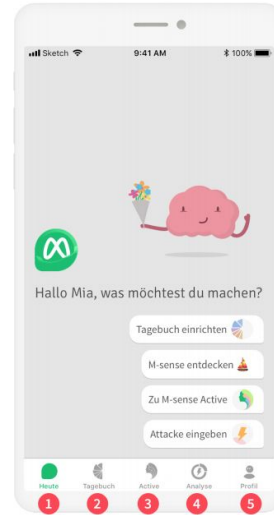 Sketch 9:41 AM 100%
Hallo Mia, was möchtest du machen?
Tagebuch einrichten
M-sense entdecken
Zu M-sense Active
Attacke eingeben
Heute Tagebuch Active Analyse Profil
1 2 3 4 5